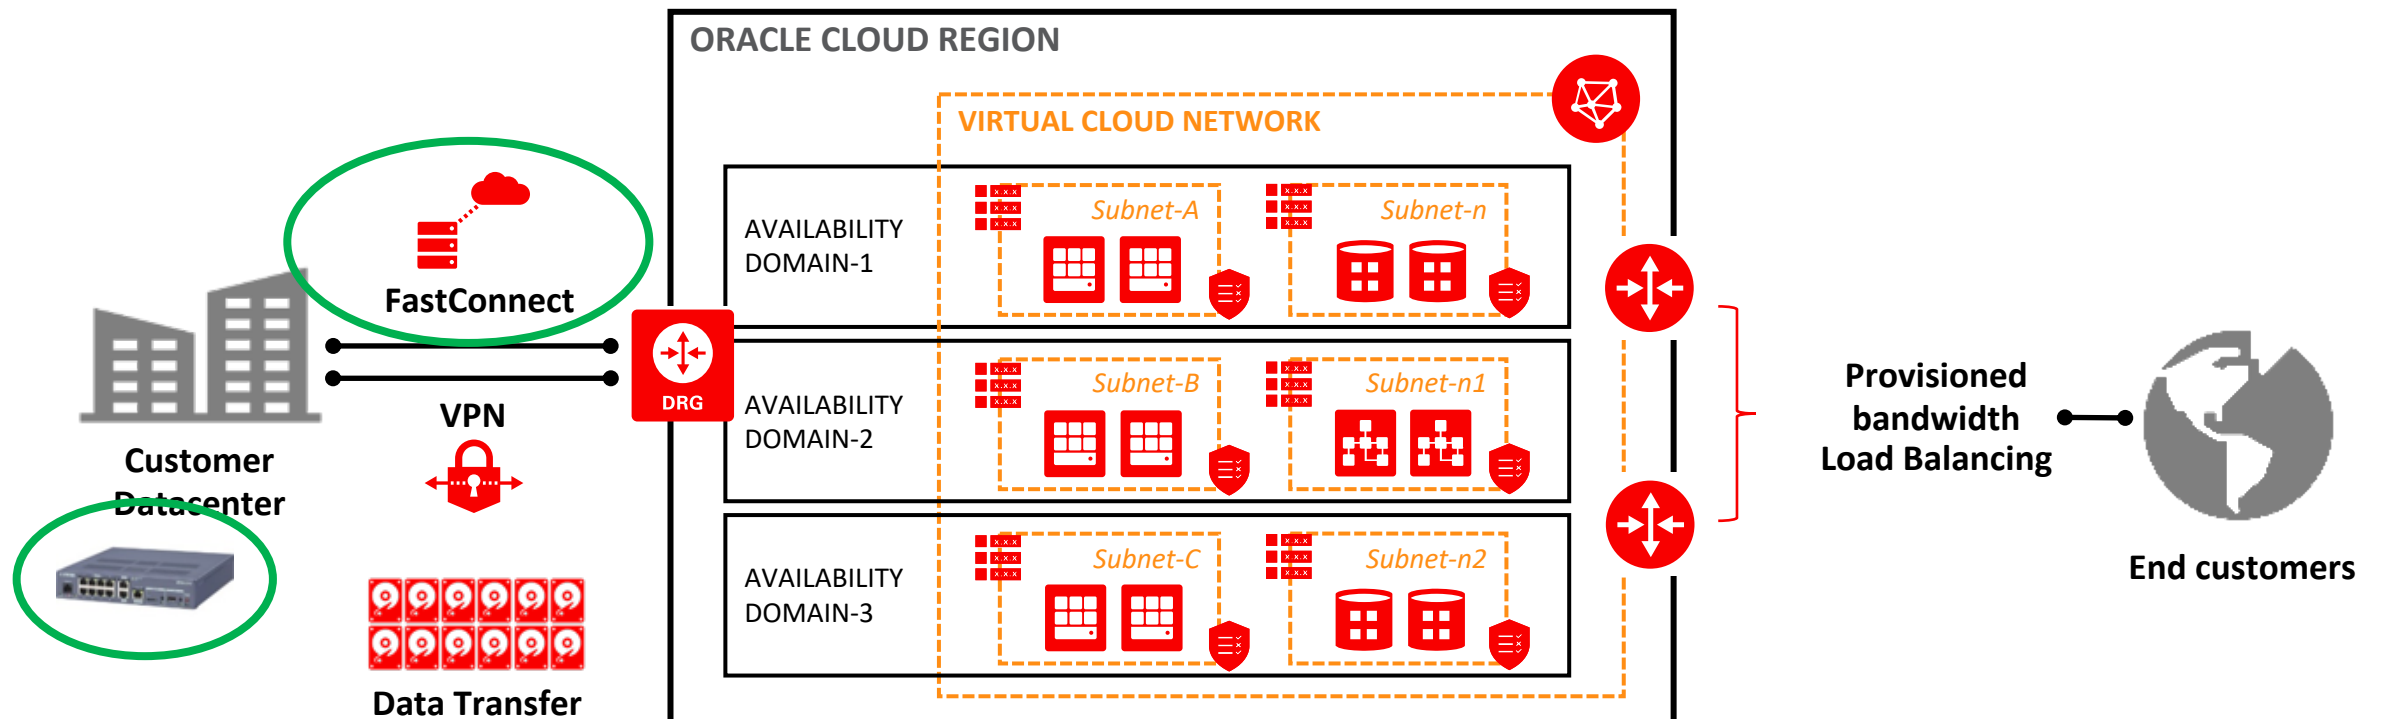 ORACLE CLOUD REGION
VIRTUAL CLOUD NETWORK
FastConnect
VPN
Customer
Datacenter
Data Transfer
DRG
AVAILABILITY
DOMAIN-1
x.x.x
x.x.x
x.x.x
Subnet-A
x.x.x
x.x.x
x.x.x
Subnet-n
AVAILABILITY
DOMAIN-2
x.x.x
x.x.x
x.x.x
Subnet-B
x.x.x
x.x.x
x.x.x
Subnet-n1
AVAILABILITY
DOMAIN-3
x.x.x
x.x.x
x.x.x
Subnet-C
x.x.x
x.x.x
x.x.x
Subnet-n2
Provisioned
bandwidth
Load Balancing
End customers